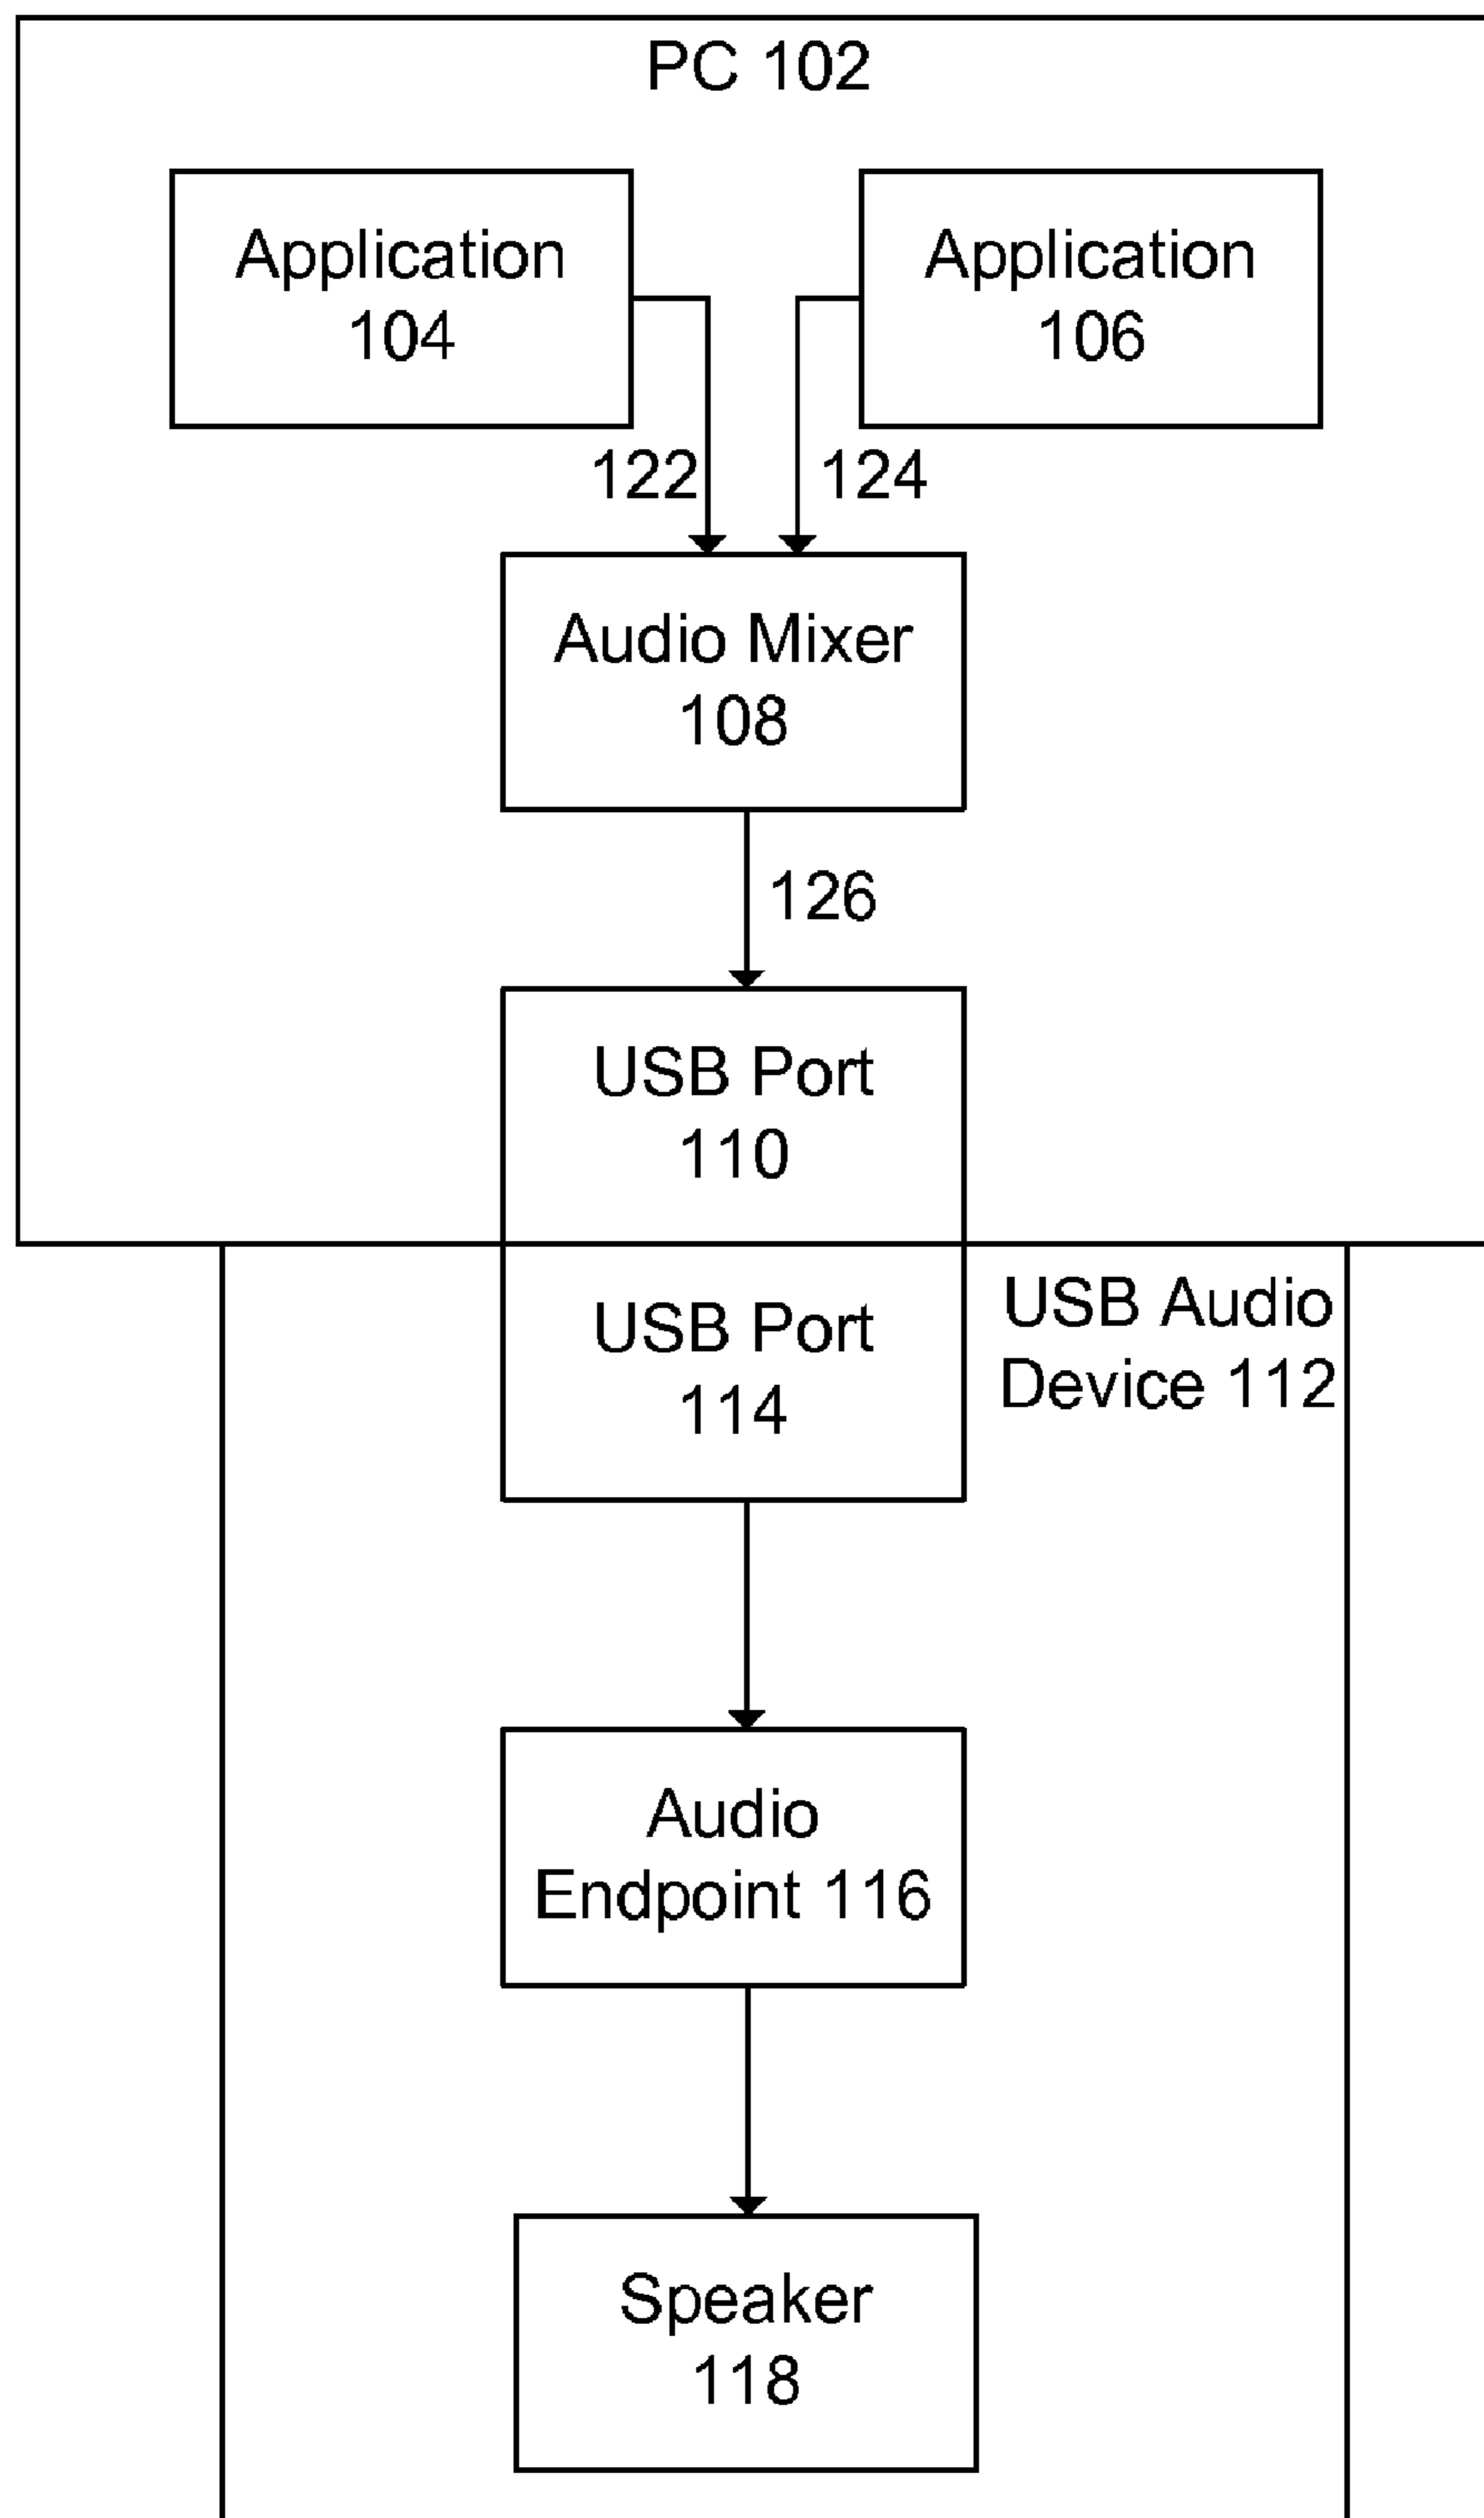 PC 102
Application
104
Application
106
122
124
Audio Mixer
108
126
USB Port
110
USB Port
114
USB Audio
Device 112
Audio
Endpoint 116
Speaker
118